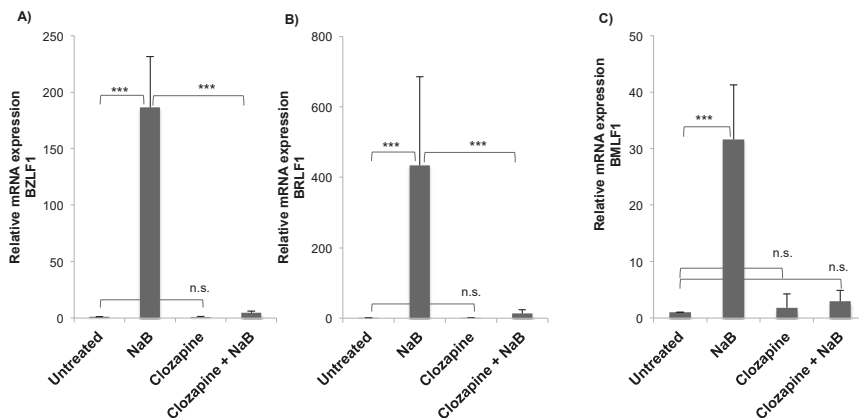 A)
Relative mRNA expression
BZLF1
250
200
150
100
50
0
***
***
n.s.
Untreated
NaB
Clozapine
Clozapine + NaB
B)
Relative mRNA expression
BRLF1
800
600
400
200
0
***
***
n.s.
Untreated
NaB
Clozapine
Clozapine + NaB
C)
Relative mRNA expression
BMLF1
50
40
30
20
10
0
***
n.s.
n.s.
Untreated
NaB
Clozapine
Clozapine + NaB